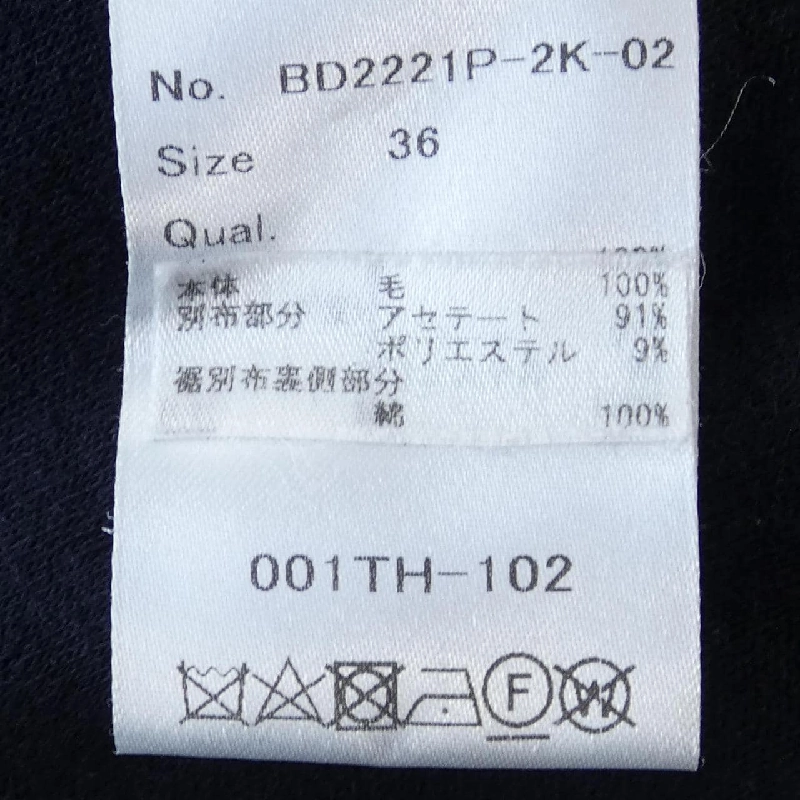 No. BD2221P-2K-02
Size 36
Qual.
本体 毛 100%
別布部分 アセテート 91%
ポリエステル 9%
裾別布裏側部分
綿 100%
001TH-102
F
W